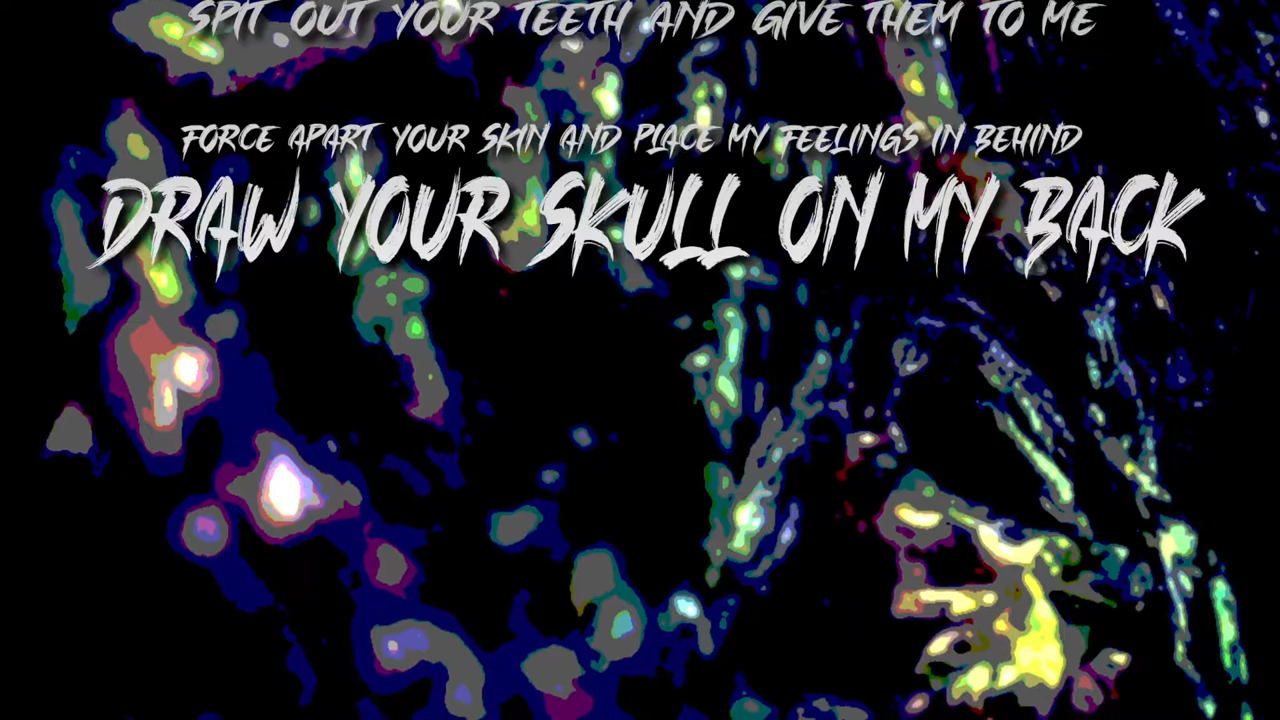 SPIT OUT YOUR TEETH AND GIVE THEM TO ME
FORCE APART YOUR SKIN AND PLACE MY FEELINGS IN BEHIND
DRAW YOUR SKULL ON MY BACK